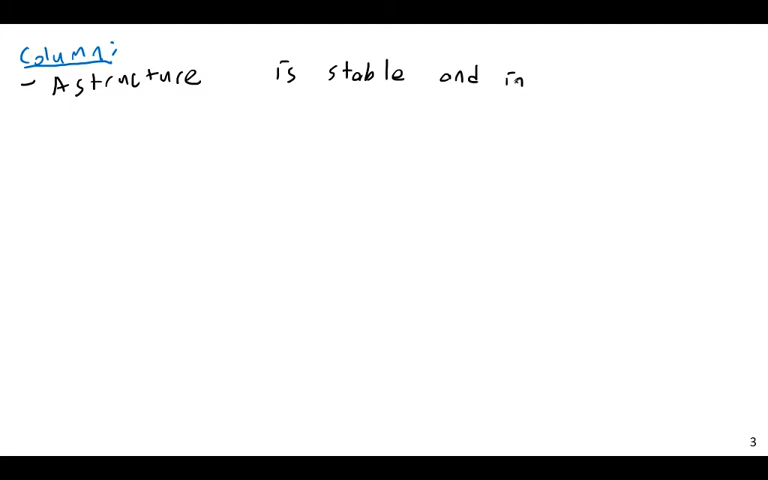 Column:
- A structure is stable and in
3